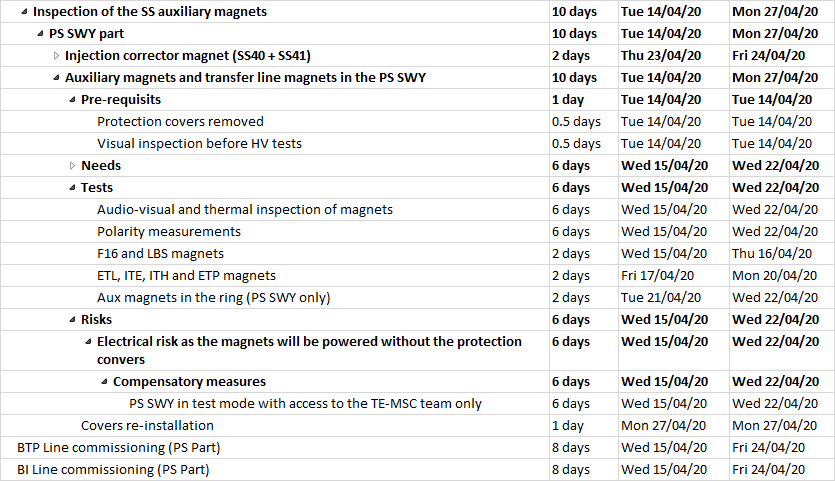 Inspection of the SS auxiliary magnets 10 days Tue 14/04/20 Mon 27/04/20
PS SWY part 10 days Tue 14/04/20 Mon 27/04/20
Injection corrector magnet (SS40 + SS41) 2 days Thu 23/04/20 Fri 24/04/20
Auxiliary magnets and transfer line magnets in the PS SWY 10 days Tue 14/04/20 Mon 27/04/20
Pre-requisits 1 day Tue 14/04/20 Tue 14/04/20
Protection covers removed 0.5 days Tue 14/04/20 Tue 14/04/20
Visual inspection before HV tests 0.5 days Tue 14/04/20 Tue 14/04/20
Needs 6 days Wed 15/04/20 Wed 22/04/20
Tests 6 days Wed 15/04/20 Wed 22/04/20
Audio-visual and thermal inspection of magnets 6 days Wed 15/04/20 Wed 22/04/20
Polarity measurements 6 days Wed 15/04/20 Wed 22/04/20
F16 and LBS magnets 2 days Wed 15/04/20 Thu 16/04/20
ETL, ITE, ITH and ETP magnets 2 days Fri 17/04/20 Mon 20/04/20
Aux magnets in the ring (PS SWY only) 2 days Tue 21/04/20 Wed 22/04/20
Risks 6 days Wed 15/04/20 Wed 22/04/20
Electrical risk as the magnets will be powered without the protection 6 days Wed 15/04/20 Wed 22/04/20
convers
Compensatory measures 6 days Wed 15/04/20 Wed 22/04/20
PS SWY in test mode with access to the TE-MSC team only 6 days Wed 15/04/20 Wed 22/04/20
Covers re-installation 1 day Mon 27/04/20 Mon 27/04/20
BTP Line commissioning (PS Part) 8 days Wed 15/04/20 Fri 24/04/20
BI Line commissioning (PS Part) 8 days Wed 15/04/20 Fri 24/04/20